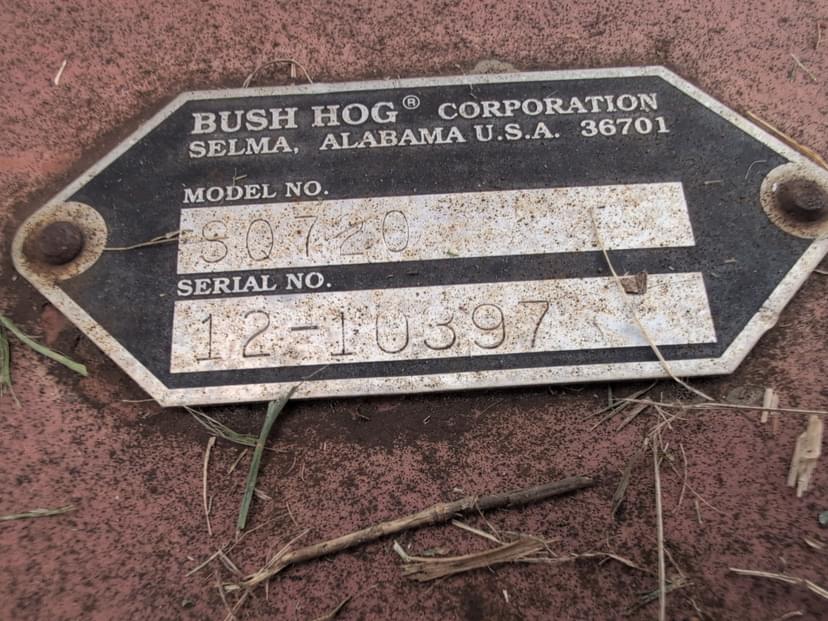 BUSH HOG® CORPORATION
SELMA, ALABAMA U.S.A. 36701
MODEL NO.
SQ720
SERIAL NO.
12-10397